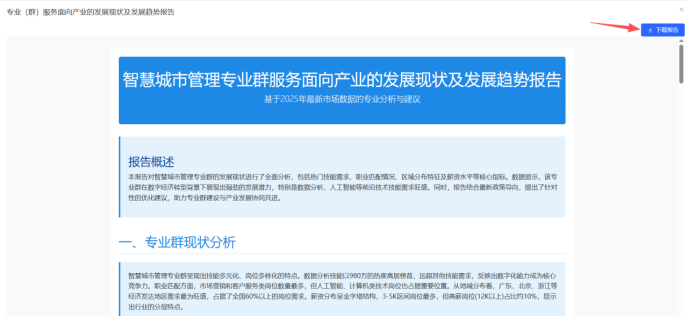 专业（群）服务面向产业的发展现状及发展趋势报告
下载报告
智慧城市管理专业群服务面向产业的发展现状及发展趋势报告
基于2025年最新市场数据的专业分析与建议
报告概述
本报告对智慧城市管理专业群的发展现状进行了全面分析，包括热门技能需求、职业匹配情况、区域分布特征及薪资水平等核心指标。数据显示，该专
业群在数字经济转型背景下展现出强劲的发展潜力，特别是数据分析、人工智能等前沿技术技能需求旺盛。同时，报告结合最新政策导向，提出了针对
性的优化建议，助力专业群建设与产业发展协同共进。
一、专业群现状分析
智慧城市管理专业群呈现出技能多元化、岗位多样化的特点。数据分析技能以980万的热度高居榜首，远超其他技能需求，反映出数字化能力成为核心
竞争力。职业匹配方面，市场营销和客户服务类岗位数量最多，但人工智能、计算机类技术岗位也占据重要位置。从地域分布看，广东、北京、浙江等
经济发达地区需求最为旺盛，占据了全国60%以上的岗位需求。薪资分布呈金字塔结构，3-5K区间岗位最多，但高薪岗位(12K以上)占比约10%，显示
出行业的分层特点。